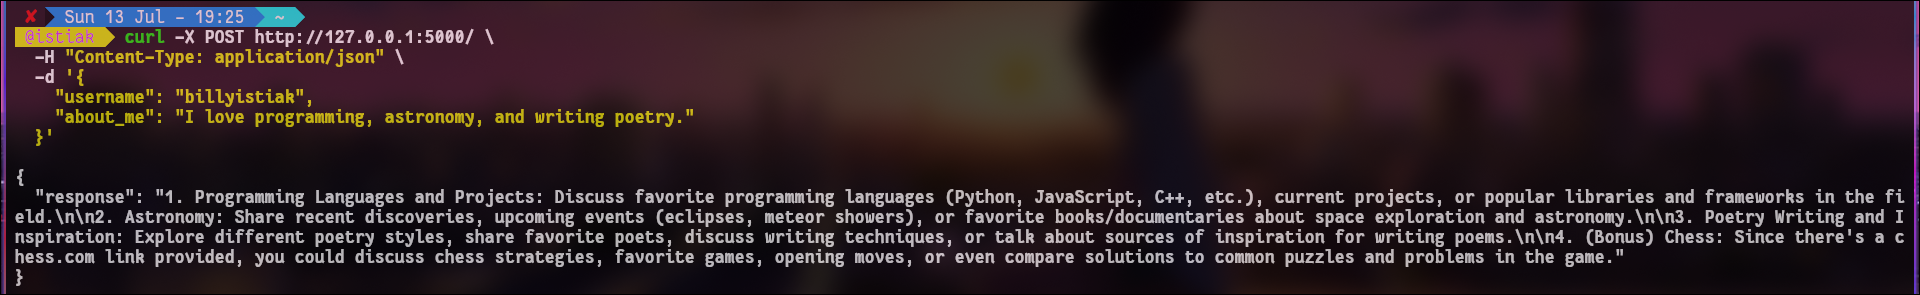 ✘ Sun 13 Jul - 19:25 ~
@istiak curl -X POST http://127.0.0.1:5000/ \
  -H "Content-Type: application/json" \
  -d '{
    "username": "billyistiak",
    "about_me": "I love programming, astronomy, and writing poetry."
  }'

{
  "response": "1. Programming Languages and Projects: Discuss favorite programming languages (Python, JavaScript, C++, etc.), current projects, or popular libraries and frameworks in the fi
eld.\n\n2. Astronomy: Share recent discoveries, upcoming events (eclipses, meteor showers), or favorite books/documentaries about space exploration and astronomy.\n\n3. Poetry Writing and I
nspiration: Explore different poetry styles, share favorite poets, discuss writing techniques, or talk about sources of inspiration for writing poems.\n\n4. (Bonus) Chess: Since there's a c
hess.com link provided, you could discuss chess strategies, favorite games, opening moves, or even compare solutions to common puzzles and problems in the game."
}